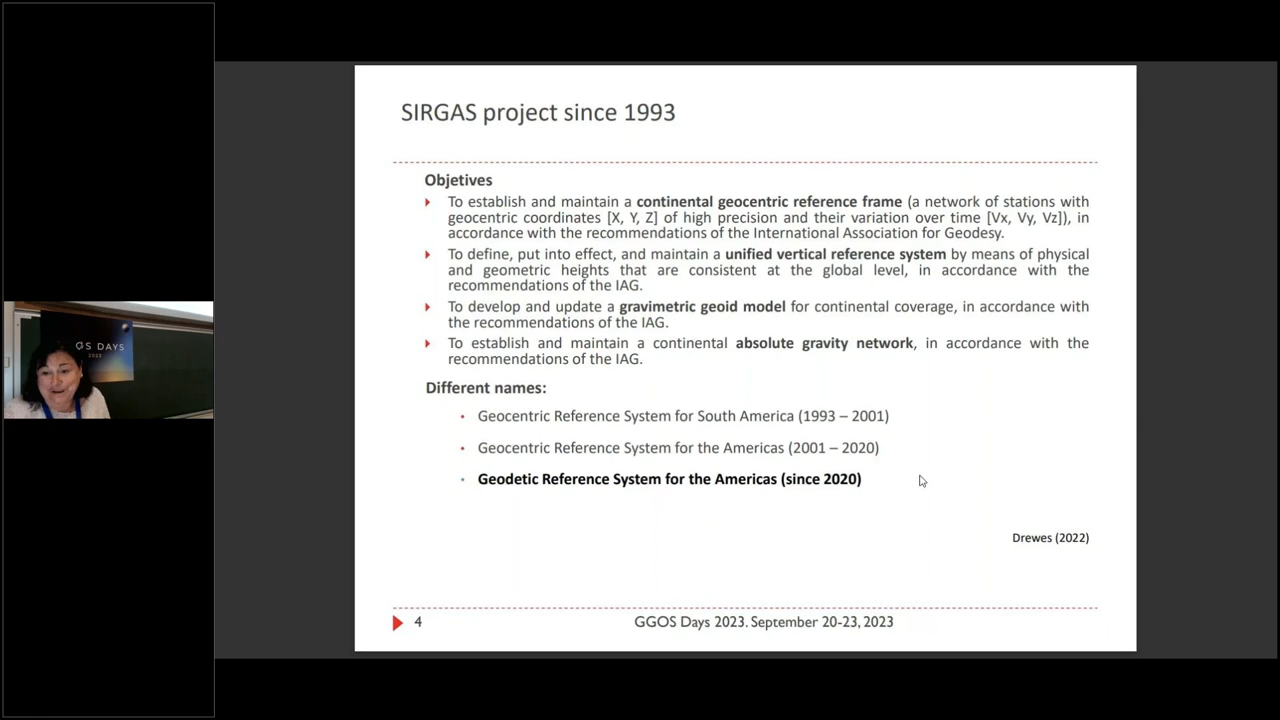 SIRGAS project since 1993
Objetives
To establish and maintain a continental geocentric reference frame (a network of stations with
geocentric coordinates [X, Y, Z] of high precision and their variation over time [Vx, Vy, Vz]), in
accordance with the recommendations of the International Association for Geodesy.
To define, put into effect, and maintain a unified vertical reference system by means of physical
and geometric heights that are consistent at the global level, in accordance with the
recommendations of the IAG.
To develop and update a gravimetric geoid model for continental coverage, in accordance with
the recommendations of the IAG.
To establish and maintain a continental absolute gravity network, in accordance with the
recommendations of the IAG.
Different names:
Geocentric Reference System for South America (1993 – 2001)
Geocentric Reference System for the Americas (2001 – 2020)
Geodetic Reference System for the Americas (since 2020)
Drewes (2022)
4
GGOS Days 2023. September 20-23, 2023
OS DAYS
2023